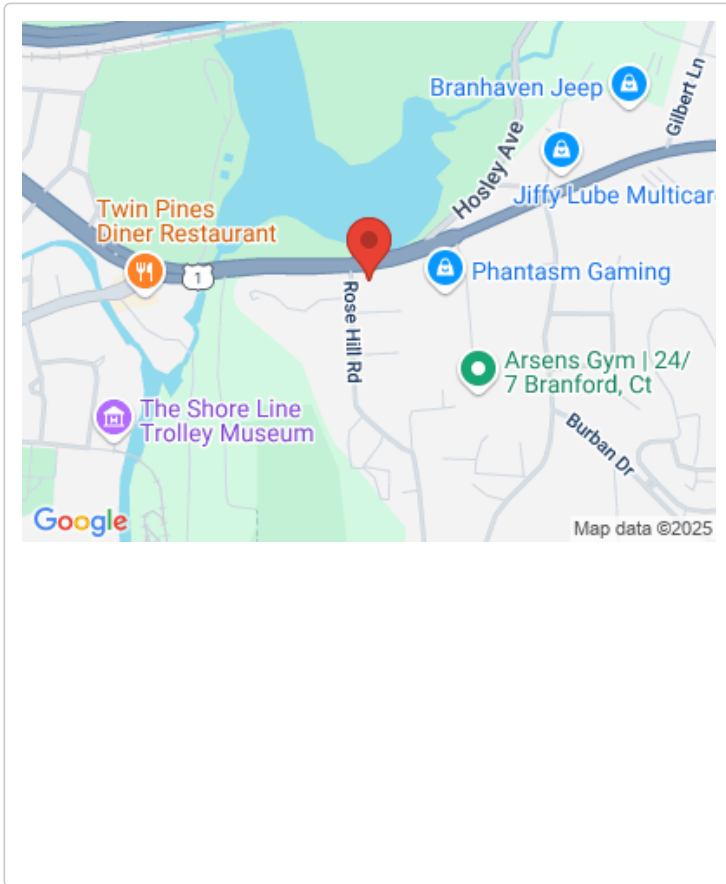 Branhaven Jeep
Gilbert Ln
Hosley Ave
Jiffy Lube Multicar
Twin Pines
Diner Restaurant
1
Phantasm Gaming
Rose Hill Rd
Arsens Gym | 24/
7 Branford, Ct
The Shore Line
Trolley Museum
Burban Dr
Google
Map data ©2025